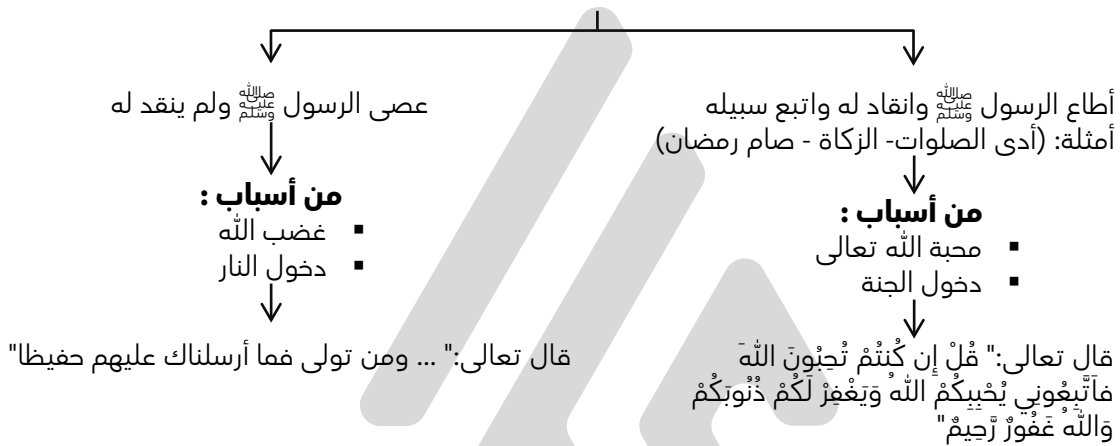 أطاع الرسول ﷺ وانقاد له واتبع سبيله
أمثلة: (أدى الصلوات- الزكاة - صام رمضان)
من أسباب :
▪ محبة الله تعالى
▪ دخول الجنة
قال تعالى:" قُلْ إِن كُنتُمْ تُحِبُّونَ اللَّهَ
فَاتَّبِعُونِي يُحْبِبْكُمُ اللَّهُ وَيَغْفِرْ لَكُمْ ذُنُوبَكُمْ
وَاللَّهُ غَفُورٌ رَّحِيمٌ"
عصى الرسول ﷺ ولم ينقد له
من أسباب :
▪ غضب الله
▪ دخول النار
قال تعالى:" ... ومن تولى فما أرسلناك عليهم حفيظا"